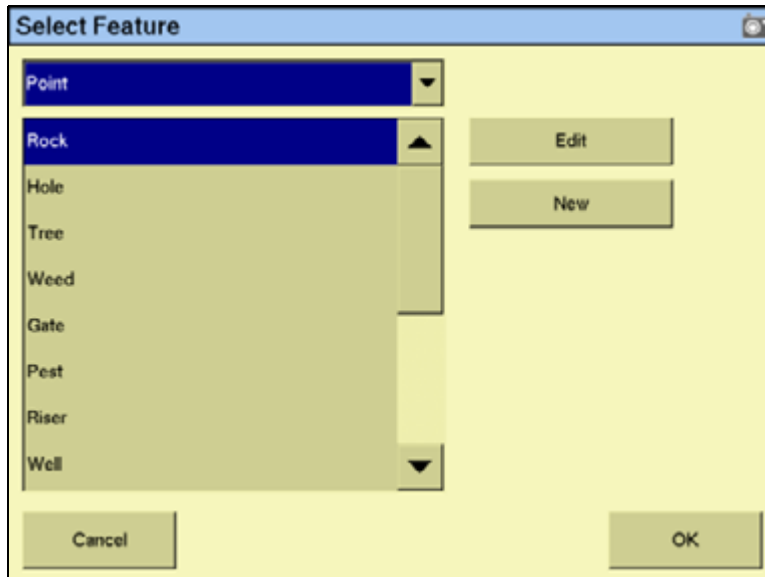 Select Feature
Point
Rock
Edit
Hole
New
Tree
Weed
Gate
Pest
Riser
Well
Cancel
OK